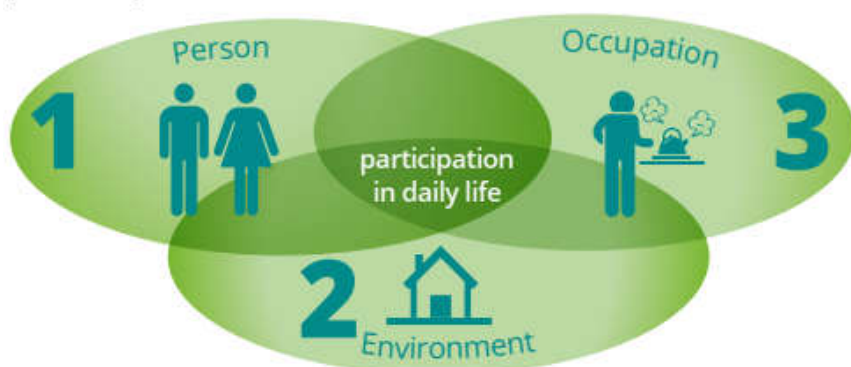 Person
Occupation
1
3
participation
in daily life
2
Environment